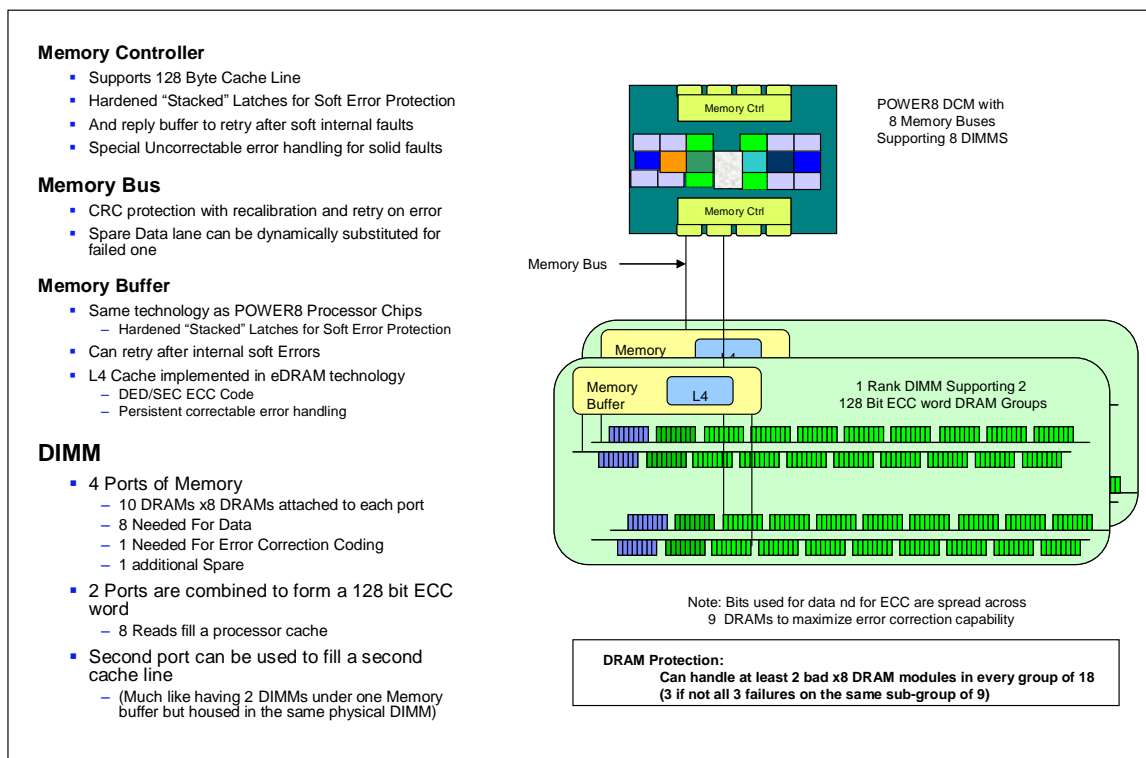 Memory Controller
▪ Supports 128 Byte Cache Line
▪ Hardened “Stacked” Latches for Soft Error Protection
▪ And reply buffer to retry after soft internal faults
▪ Special Uncorrectable error handling for solid faults
Memory Bus
▪ CRC protection with recalibration and retry on error
▪ Spare Data lane can be dynamically substituted for
failed one
Memory Buffer
▪ Same technology as POWER8 Processor Chips
– Hardened “Stacked” Latches for Soft Error Protection
▪ Can retry after internal soft Errors
▪ L4 Cache implemented in eDRAM technology
– DED/SEC ECC Code
– Persistent correctable error handling
DIMM
▪ 4 Ports of Memory
– 10 DRAMs x8 DRAMs attached to each port
– 8 Needed For Data
– 1 Needed For Error Correction Coding
– 1 additional Spare
▪ 2 Ports are combined to form a 128 bit ECC
word
– 8 Reads fill a processor cache
▪ Second port can be used to fill a second
cache line
– (Much like having 2 DIMMs under one Memory
buffer but housed in the same physical DIMM)
Memory Ctrl
POWER8 DCM with
8 Memory Buses
Supporting 8 DIMMS
Memory Ctrl
Memory Bus
Memory
L4
Memory
Buffer
L4
1 Rank DIMM Supporting 2
128 Bit ECC word DRAM Groups
Note: Bits used for data nd for ECC are spread across
9 DRAMs to maximize error correction capability
DRAM Protection:
Can handle at least 2 bad x8 DRAM modules in every group of 18
(3 if not all 3 failures on the same sub-group of 9)